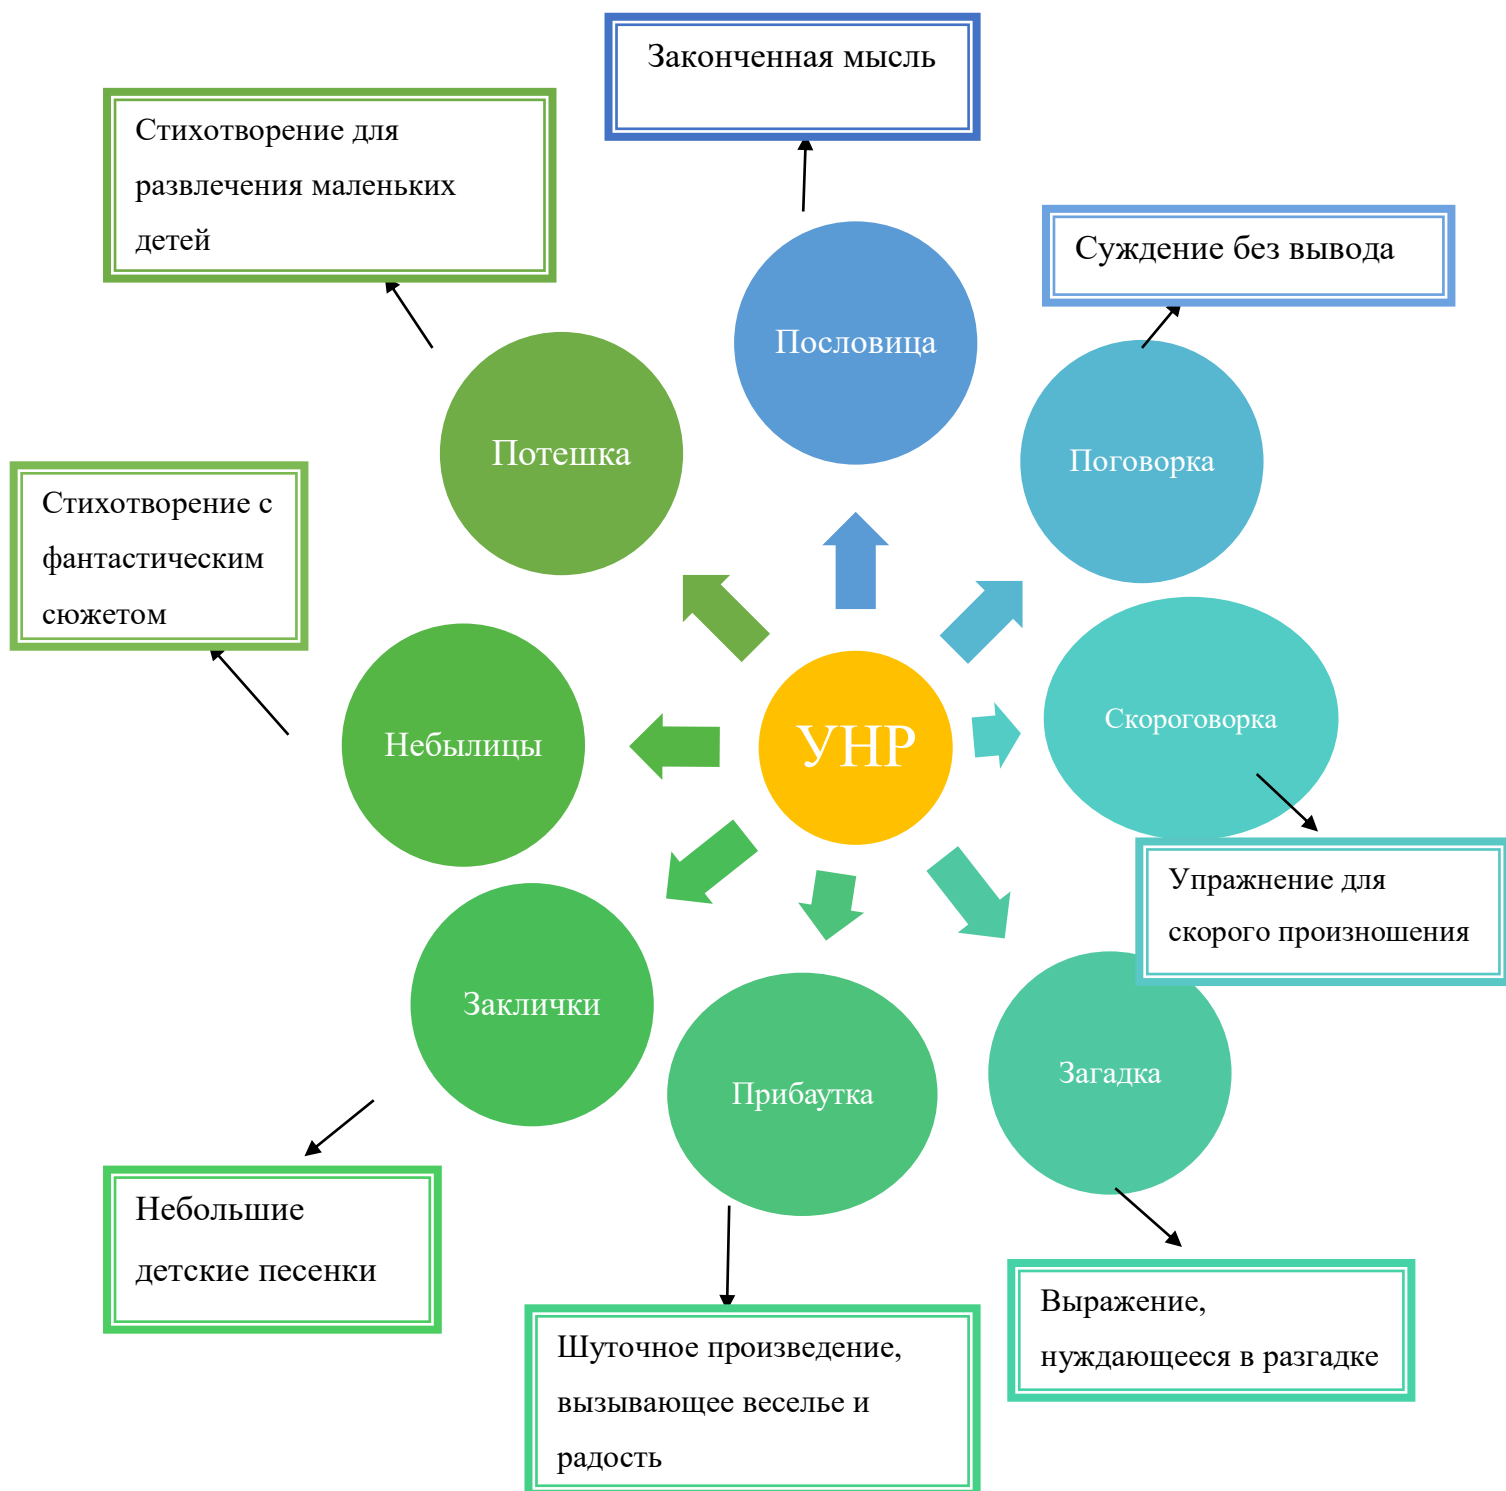 Законченная мысль
Стихотворение для
развлечения маленьких
детей
Суждение без вывода
Пословица
Потешка
Поговорка
Стихотворение с
фантастическим
сюжетом
Небылицы
УНР
Скороговорка
Упражнение для
скорого произношения
Заклички
Прибаутка
Загадка
Небольшие
детские песенки
Выражение,
нуждающееся в разгадке
Шуточное произведение,
вызывающее веселье и
радость